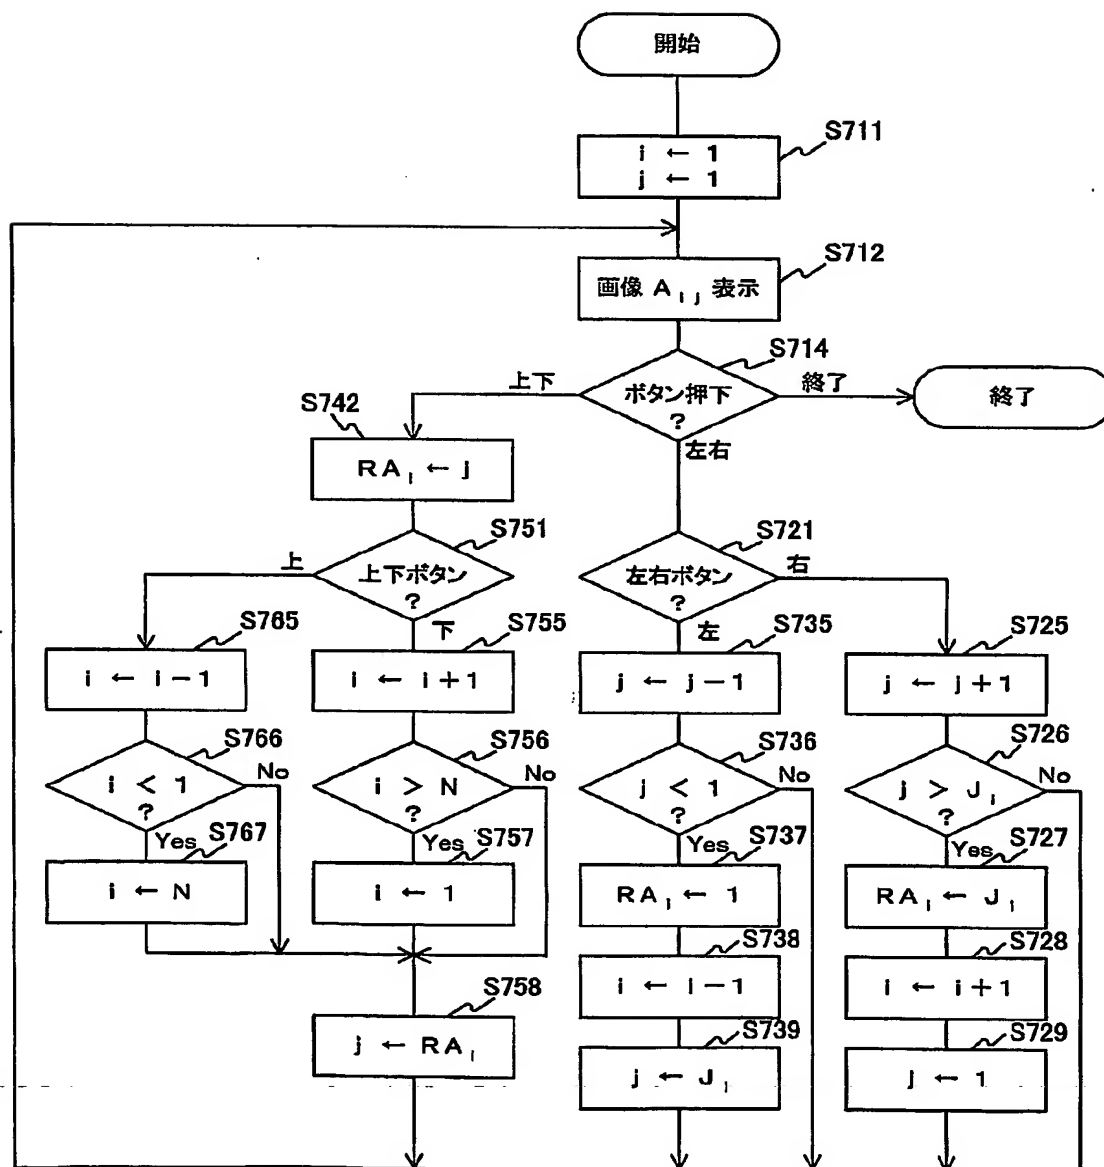 開始
S711
i ← 1
j ← 1
S712
画像 A i j 表示
S714
上下
ボタン押下
?
終了
終了
左右
S742
RA i ← j
S751
上
上下ボタン
?
下
S721
左右ボタン
?
右
左
S765
i ← i−1
S755
i ← i+1
S735
j ← j−1
S725
j ← j+1
S766
i < 1
?
No
Yes
S756
i > N
?
No
Yes
S736
j < 1
?
No
Yes
S726
j > J i
?
No
Yes
S767
i ← N
S757
i ← 1
S737
RA i ← 1
S727
RA i ← J i
S738
i ← i−1
S728
i ← i+1
S758
j ← RA i
S739
j ← J i
S729
j ← 1